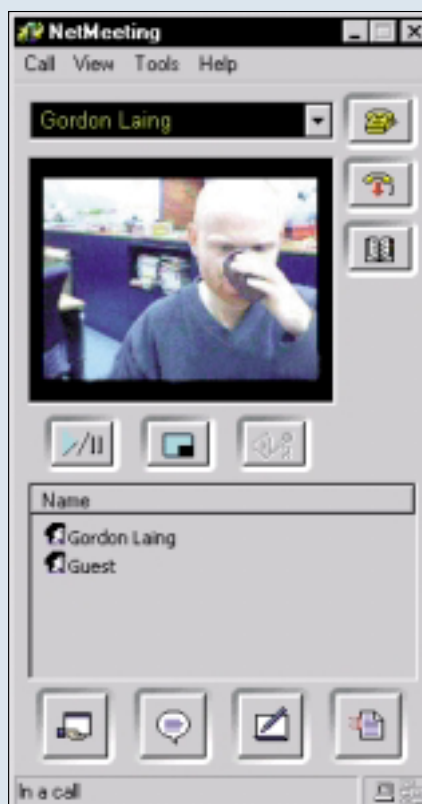 NetMeeting
Call View Tools Help
Gordon Laing
Name
Gordon Laing
Guest
In a call